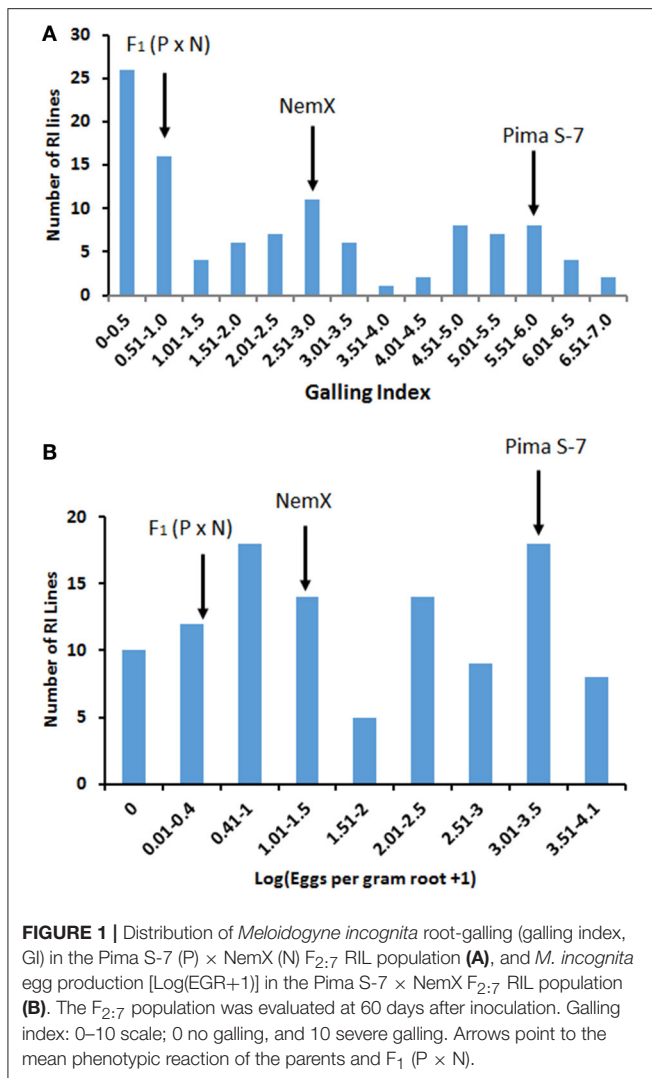 A
F₁ (P x N)
NemX
Pima S-7
Number of RI lines
30
25
20
15
10
5
0
0-0.5
0.51-1.0
1.01-1.5
1.51-2.0
2.01-2.5
2.51-3.0
3.01-3.5
3.51-4.0
4.01-4.5
4.51-5.0
5.01-5.5
5.51-6.0
6.01-6.5
6.51-7.0
Galling Index
B
Pima S-7
NemX
F₁ (P x N)
Number of RI Lines
20
15
10
5
0
0
0.01-0.4
0.41-1
1.01-1.5
1.51-2
2.01-2.5
2.51-3
3.01-3.5
3.51-4.1
Log(Eggs per gram root +1)
FIGURE 1 | Distribution of Meloidogyne incognita root-galling (galling index,
GI) in the Pima S-7 (P) × NemX (N) F₂:₇ RIL population (A), and M. incognita
egg production [Log(EGR+1)] in the Pima S-7 × NemX F₂:₇ RIL population
(B). The F₂:₇ population was evaluated at 60 days after inoculation. Galling
index: 0–10 scale; 0 no galling, and 10 severe galling. Arrows point to the
mean phenotypic reaction of the parents and F₁ (P × N).